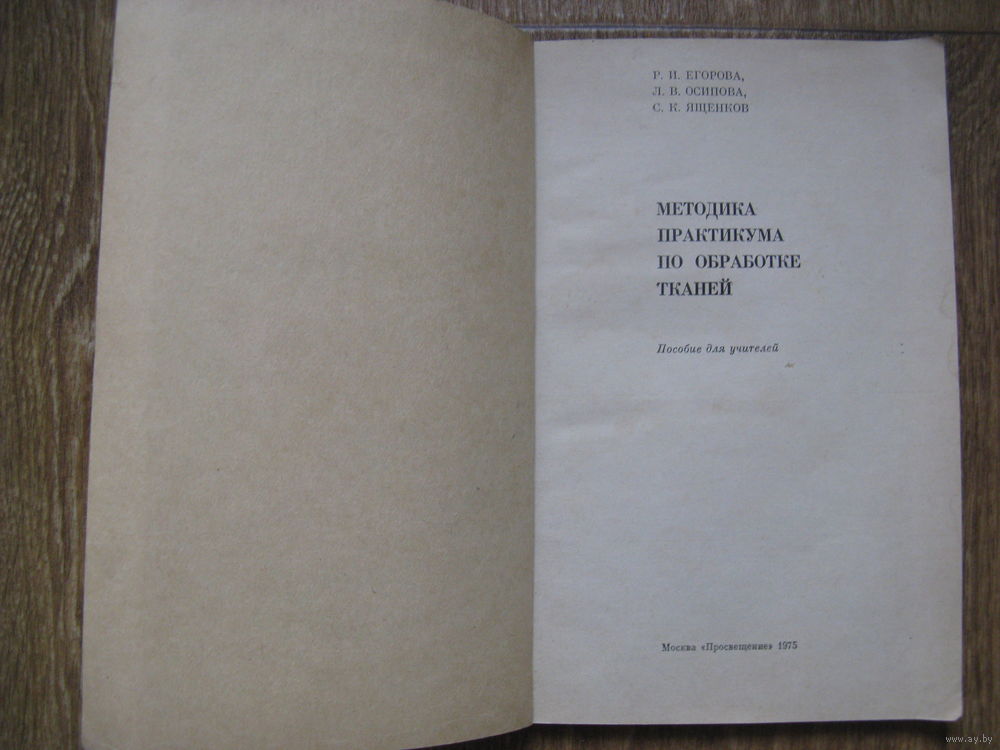 Р. И. ЕГОРОВА,
Л. В. ОСИПОВА,
С. К. ЯЩЕНКОВ
МЕТОДИКА
ПРАКТИКУМА
ПО ОБРАБОТКЕ
ТКАНЕЙ
Пособие для учителей
Москва «Просвещение» 1975
www.ay.by